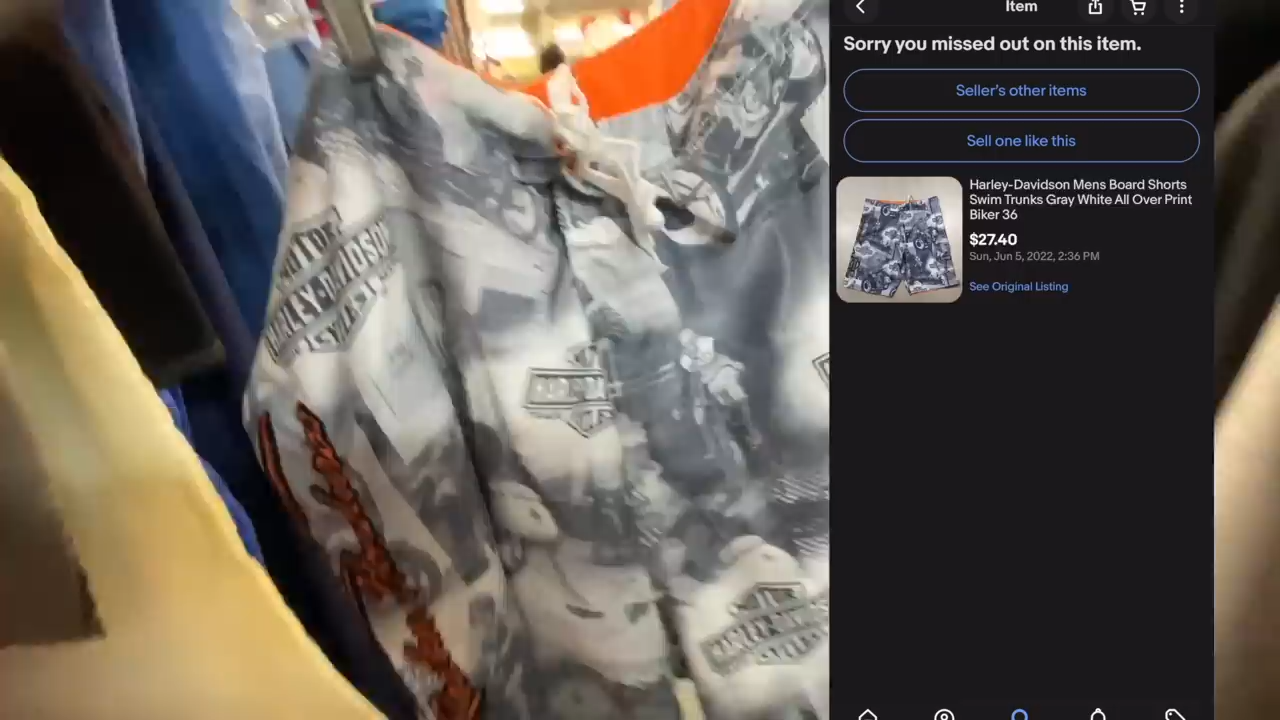 Item
Sorry you missed out on this item.
Seller's other items
Sell one like this
Harley-Davidson Mens Board Shorts
Swim Trunks Gray White All Over Print
Biker 36
$27.40
Sun, Jun 5, 2022, 2:36 PM
See Original Listing
HARLEY-DAVIDSON